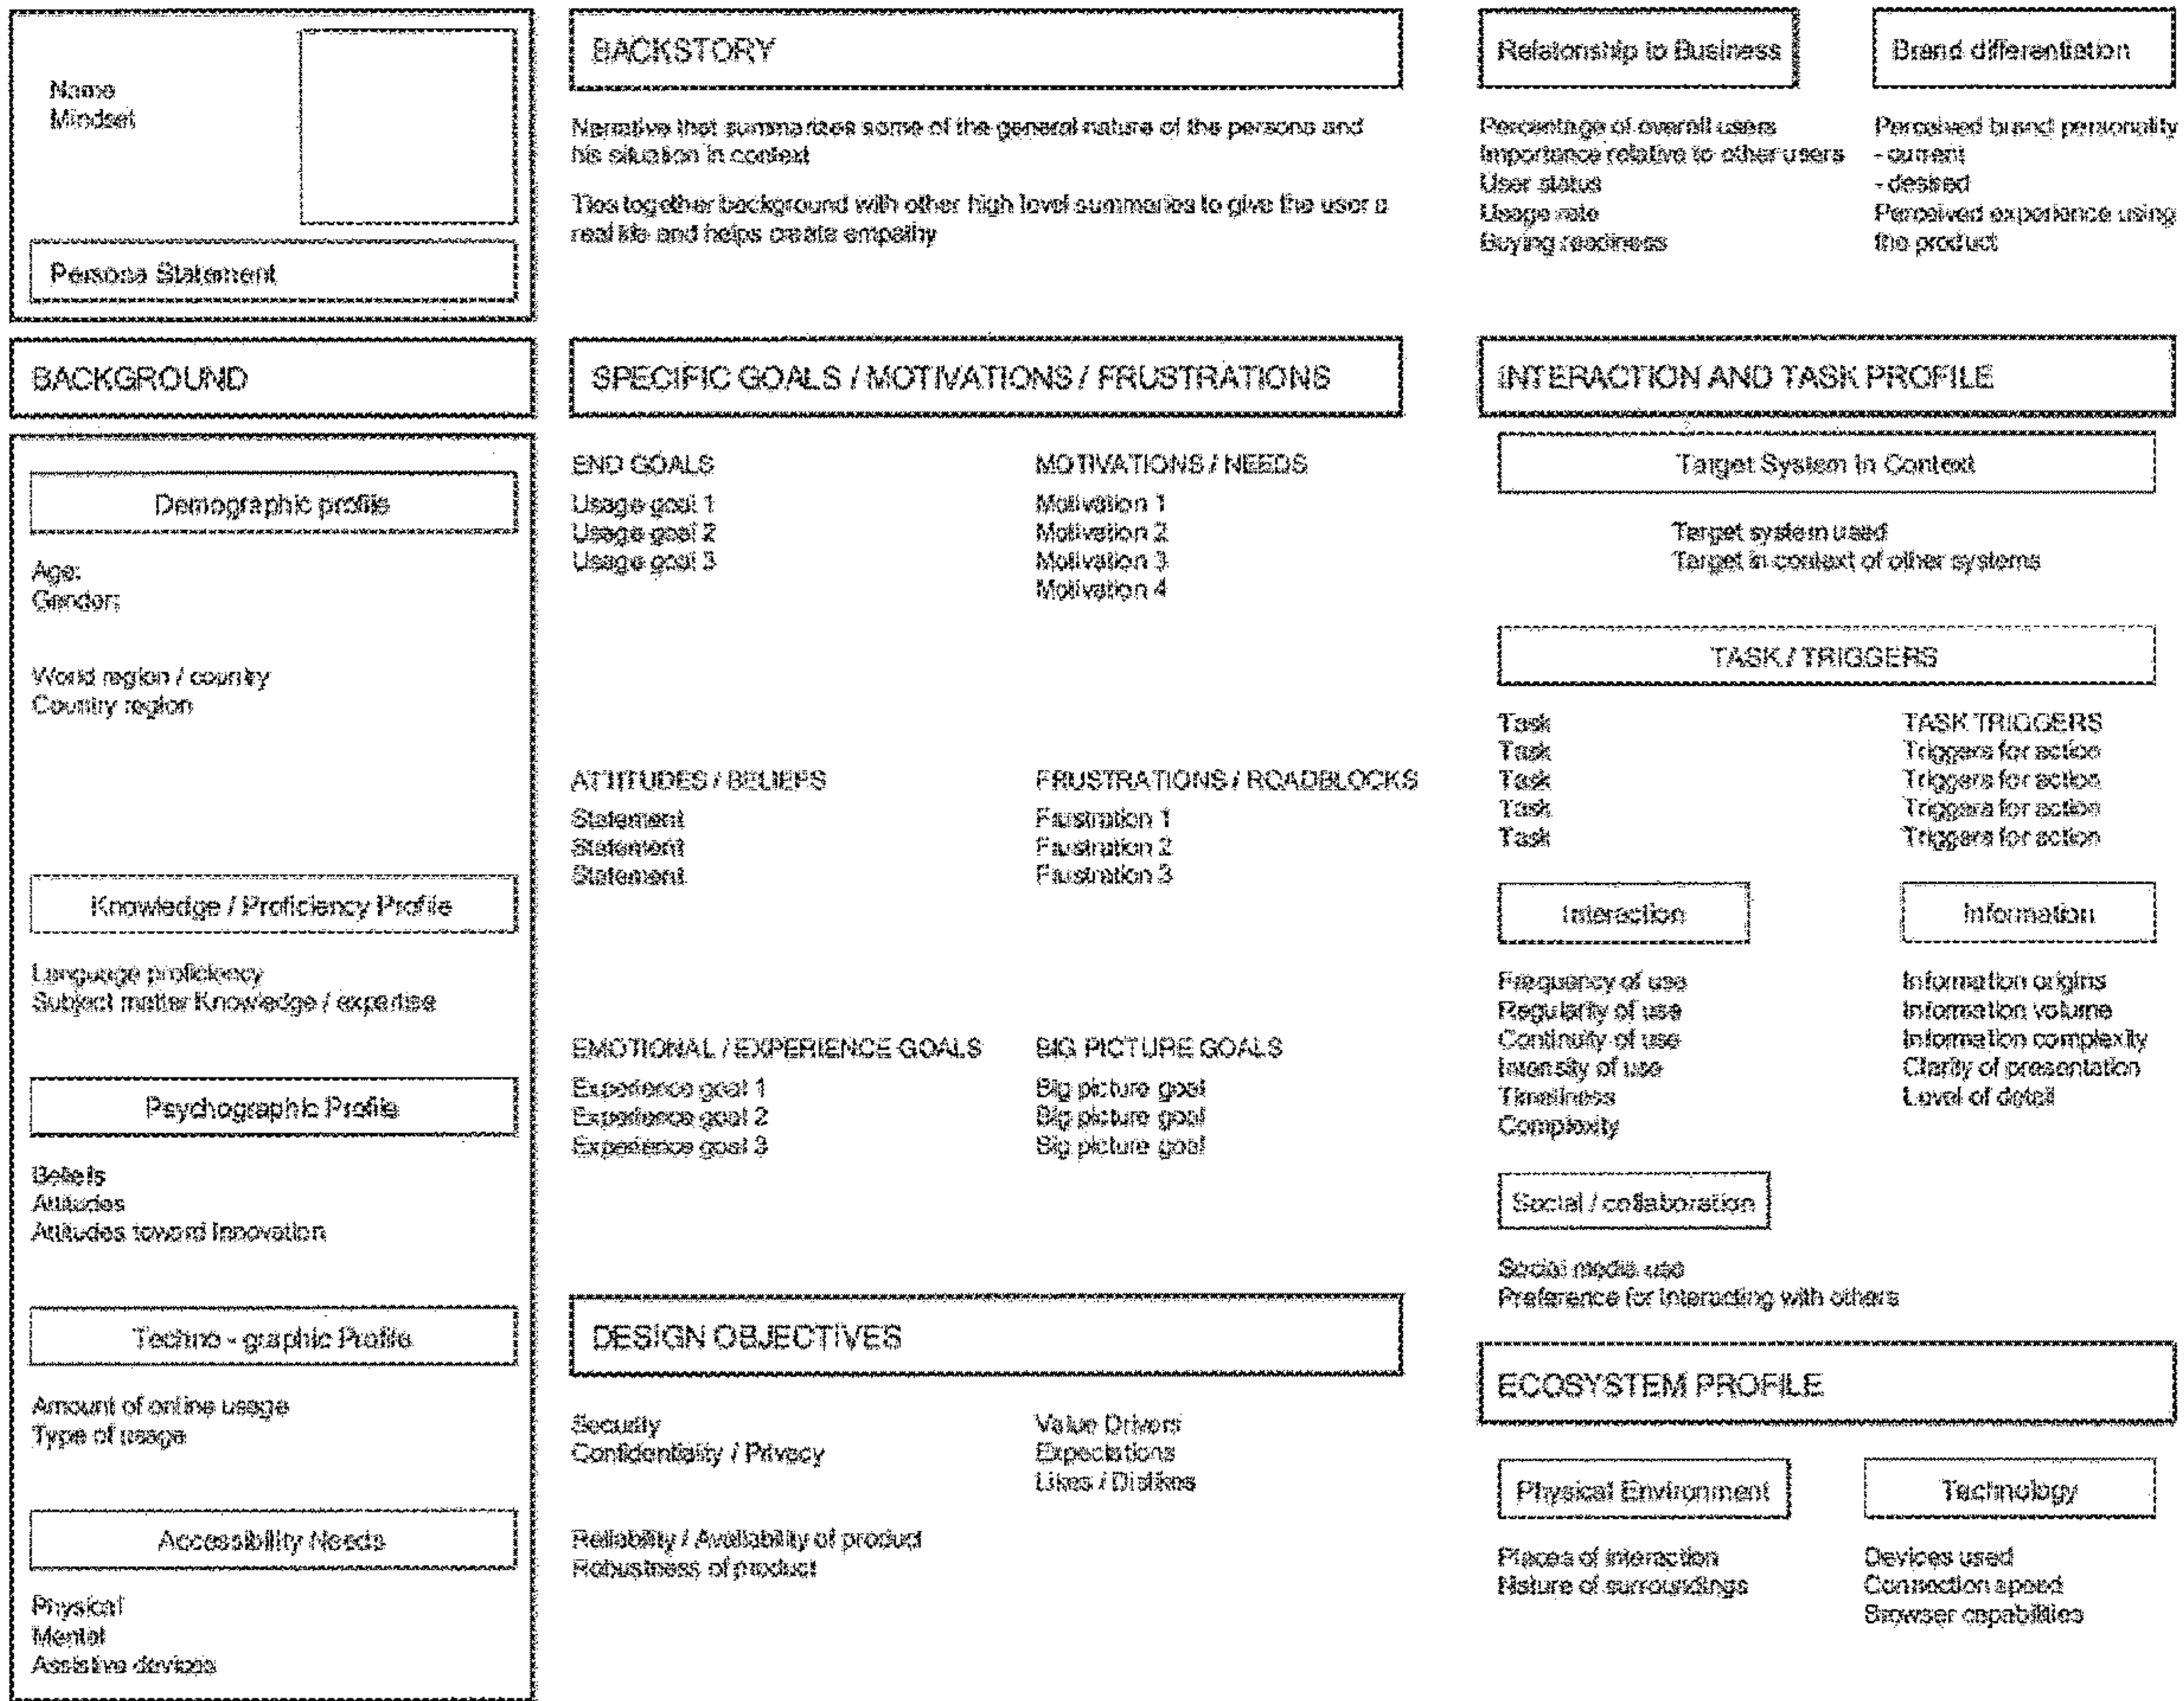 Name
Mindset
Persona Statement
BACKGROUND
Demographic profile
Age:
Gender:
World region / country
Country region
Knowledge / Proficiency Profile
Language proficiency
Subject matter Knowledge / expertise
Psychographic Profile
Beliefs
Attitudes
Attitudes toward Innovation
Techno - graphic Profile
Amount of online usage
Type of usage
Accessibility Needs
Physical
Mental
Assistive devices
BACKSTORY
Narrative that summarizes some of the general nature of the persona and
his situation in context
Ties together background with other high level summaries to give the user a
real life and helps create empathy
SPECIFIC GOALS / MOTIVATIONS / FRUSTRATIONS
END GOALS
Usage goal 1
Usage goal 2
Usage goal 3
MOTIVATIONS / NEEDS
Motivation 1
Motivation 2
Motivation 3
Motivation 4
ATTITUDES / BELIEFS
Statement
Statement
Statement
FRUSTRATIONS / ROADBLOCKS
Frustration 1
Frustration 2
Frustration 3
EMOTIONAL / EXPERIENCE GOALS
Experience goal 1
Experience goal 2
Experience goal 3
BIG PICTURE GOALS
Big picture goal
Big picture goal
Big picture goal
DESIGN OBJECTIVES
Security
Confidentiality / Privacy
Reliability / Availability of product
Robustness of product
Value Drivers
Expectations
Likes / Dislikes
Relatonship to Business
Percentage of overall users
Importance relative to other users
User status
Usage rate
Buying readiness
Brand differentiation
Perceived brand personality
- current
- desired
Perceived experience using
the product
INTERACTION AND TASK PROFILE
Target System In Context
Target system used
Target in context of other systems
TASK / TRIGGERS
Task
Task
Task
Task
Task
TASK TRIGGERS
Triggers for action
Triggers for action
Triggers for action
Triggers for action
Interaction
Frequency of use
Regularity of use
Continuity of use
Intensity of use
Timeliness
Complexity
Information
Information origins
Information volume
Information complexity
Clarity of presentation
Level of detail
Social / collaboration
Social media use
Preference for interacting with others
ECOSYSTEM PROFILE
Physical Environment
Places of interaction
Nature of surroundings
Technology
Devices used
Connection speed
Browser capabilities